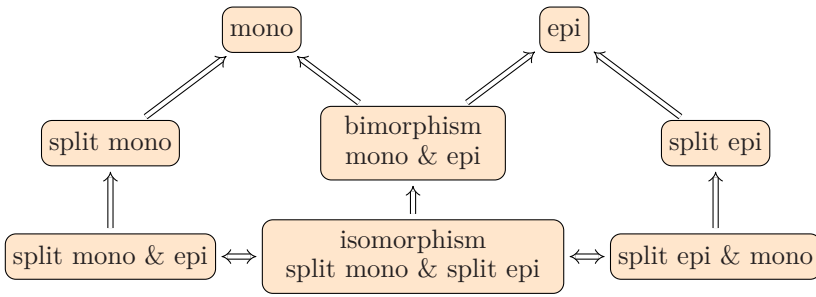 mono
epi
split mono
bimorphism
mono & epi
split epi
split mono & epi
isomorphism
split mono & split epi
split epi & mono